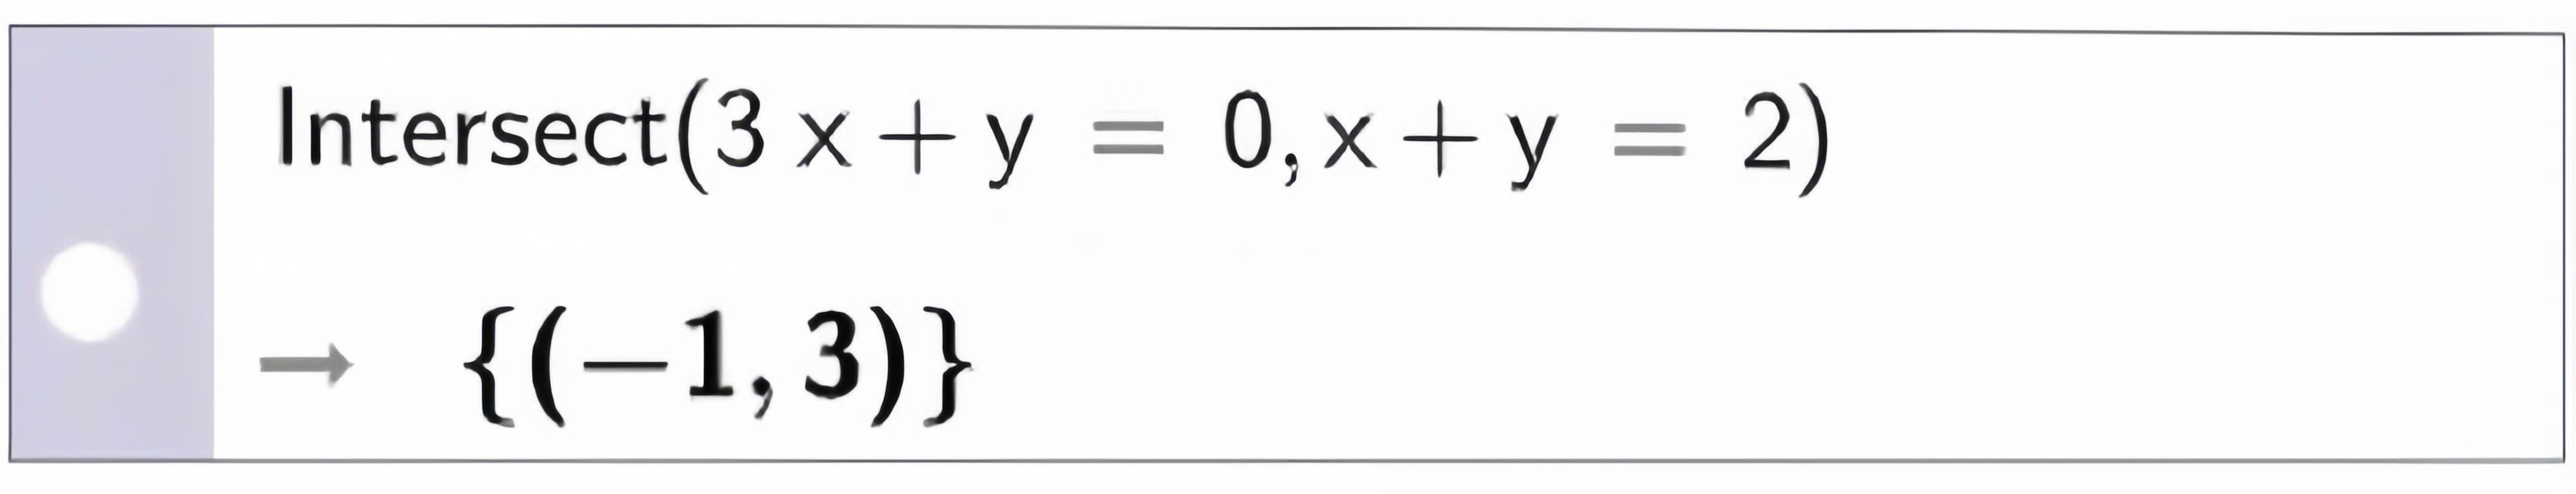 Intersect(3 x + y = 0, x + y = 2)
→ {(−1, 3)}